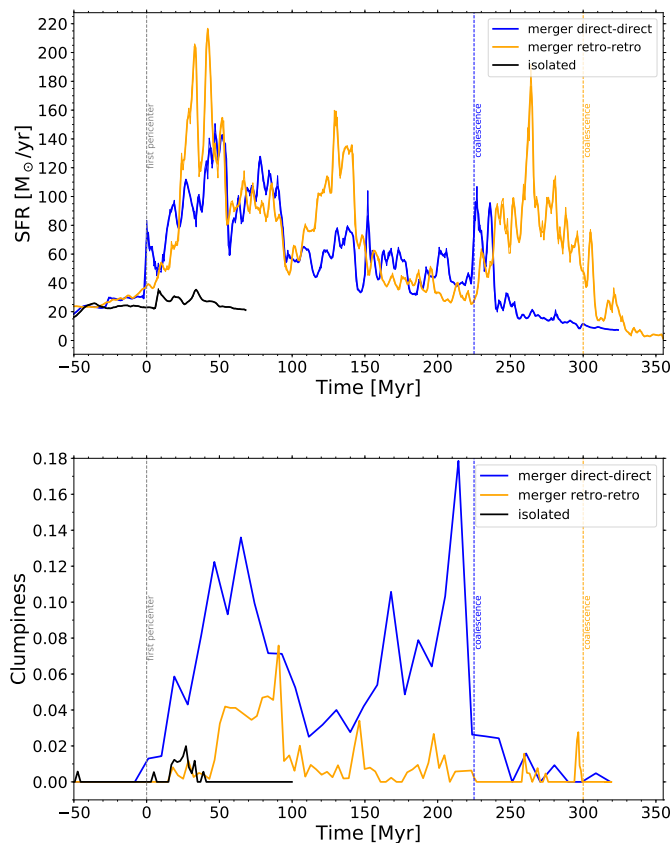 220
200
180
160
140
120
100
80
60
40
20
0
SFR [M⊙/yr]
merger direct-direct
merger retro-retro
isolated
first pericenter
coalescence
coalescence
−50 0 50 100 150 200 250 300 350
Time [Myr]
0.18
0.16
0.14
0.12
0.10
0.08
0.06
0.04
0.02
0.00
Clumpiness
merger direct-direct
merger retro-retro
isolated
first pericenter
coalescence
coalescence
−50 0 50 100 150 200 250 300 350
Time [Myr]